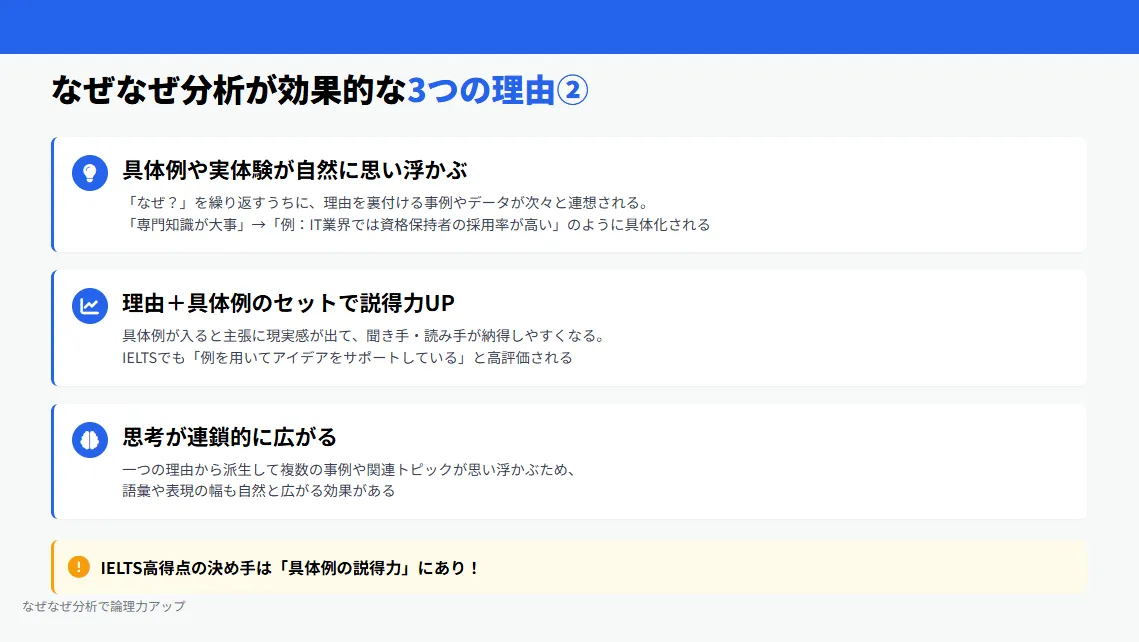 なぜなぜ分析が効果的な3つの理由②
具体例や実体験が自然に思い浮かぶ
「なぜ？」を繰り返すうちに、理由を裏付ける事例やデータが次々と連想される。
「専門知識が大事」→「例：IT業界では資格保持者の採用率が高い」のように具体化される
理由＋具体例のセットで説得力UP
具体例が入ると主張に現実感が出て、聞き手・読み手が納得しやすくなる。
IELTSでも「例を用いてアイデアをサポートしている」と高評価される
思考が連鎖的に広がる
一つの理由から派生して複数の事例や関連トピックが思い浮かぶため、
語彙や表現の幅も自然と広がる効果がある
IELTS高得点の決め手は「具体例の説得力」にあり！
なぜなぜ分析で論理力アップ